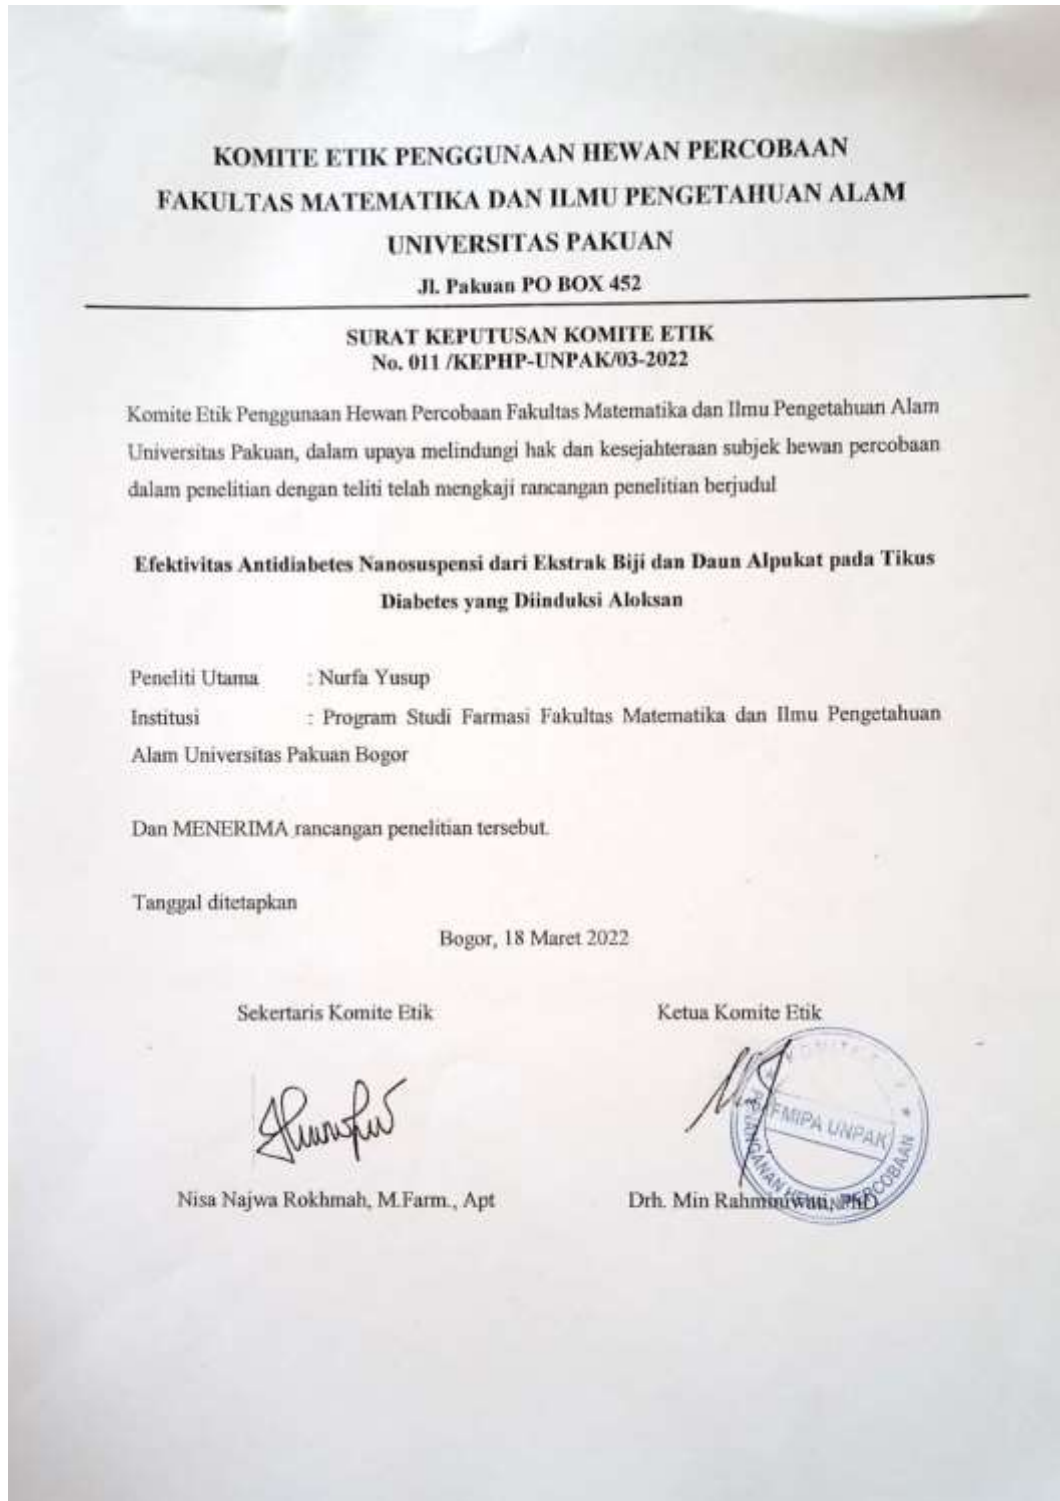 KOMITE ETIK PENGGUNAAN HEWAN PERCOBAAN
FAKULTAS MATEMATIKA DAN ILMU PENGETAHUAN ALAM
UNIVERSITAS PAKUAN
Jl. Pakuan PO BOX 452
SURAT KEPUTUSAN KOMITE ETIK
No. 011 /KEPHP-UNPAK/03-2022
Komite Etik Penggunaan Hewan Percobaan Fakultas Matematika dan Ilmu Pengetahuan Alam
Universitas Pakuan, dalam upaya melindungi hak dan kesejahteraan subjek hewan percobaan
dalam penelitian dengan teliti telah mengkaji rancangan penelitian berjudul
Efektivitas Antidiabetes Nanosuspensi dari Ekstrak Biji dan Daun Alpukat pada Tikus
Diabetes yang Diinduksi Aloksan
Peneliti Utama : Nurfa Yusup
Institusi : Program Studi Farmasi Fakultas Matematika dan Ilmu Pengetahuan
Alam Universitas Pakuan Bogor
Dan MENERIMA rancangan penelitian tersebut.
Tanggal ditetapkan
Bogor, 18 Maret 2022
Sekertaris Komite Etik Ketua Komite Etik
FMIPA UNPAK
Nisa Najwa Rokhmah, M.Farm., Apt Drh. Min Rahminiwati, PhD